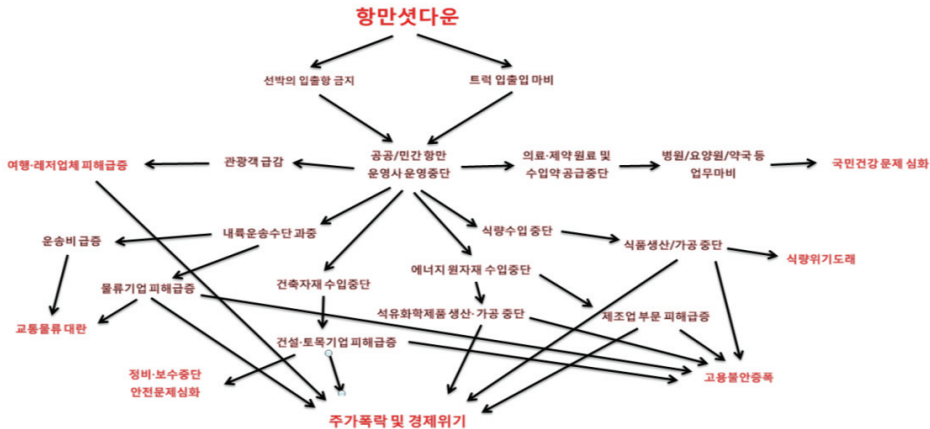 항만셧다운
선박의 입출항 금지
트럭 입출입 마비
여행·레저업체 피해급증
관광객 급감
공공/민간 항만
운영사 운영중단
의료·제약 원료 및
수입약 공급중단
병원/요양원/약국 등
업무마비
국민건강 문제 심화
운송비 급증
내륙운송수단 과중
식량수입 중단
식품생산/가공 중단
식량위기도래
물류기업 피해급증
건축자재 수입중단
에너지 원자재 수입중단
교통물류 대란
건설·토목기업 피해급증
석유화학제품 생산·가공 중단
제조업 부문 피해급증
정비·보수중단
안전문제심화
고용불안증폭
주가폭락 및 경제위기